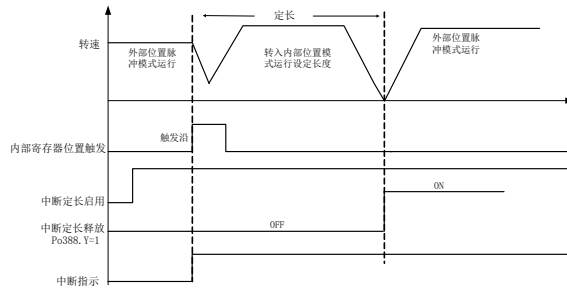 定长
转速
外部位置脉
冲模式运行
转入内部位置模
式运行设定长度
外部位置脉
冲模式运行
触发沿
内部寄存器位置触发
中断定长启用
ON
中断定长释放
Po388.Y=1
OFF
中断指示